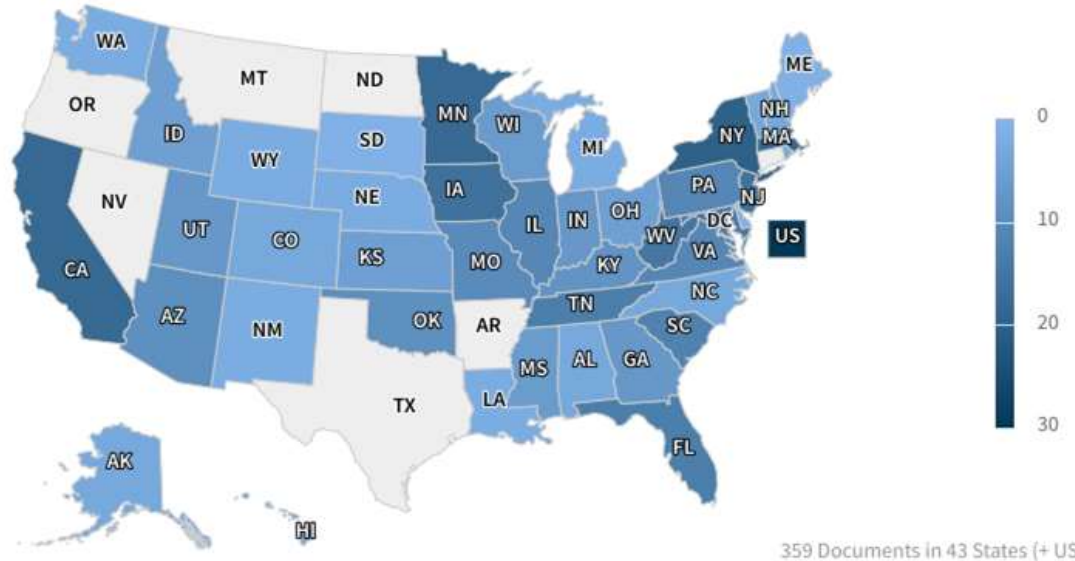 WA
MT
ND
OR
MN
ID
WI
SD
WY
MI
ME
NH
NY
MA
NE
IA
NV
PA
NJ
OH
IL
IN
DC
UT
CO
WV
US
CA
KS
MO
KY
VA
NC
TN
AZ
NM
OK
AR
SC
MS
AL
GA
LA
TX
FL
AK
HI
0
10
20
30
359 Documents in 43 States (+ US